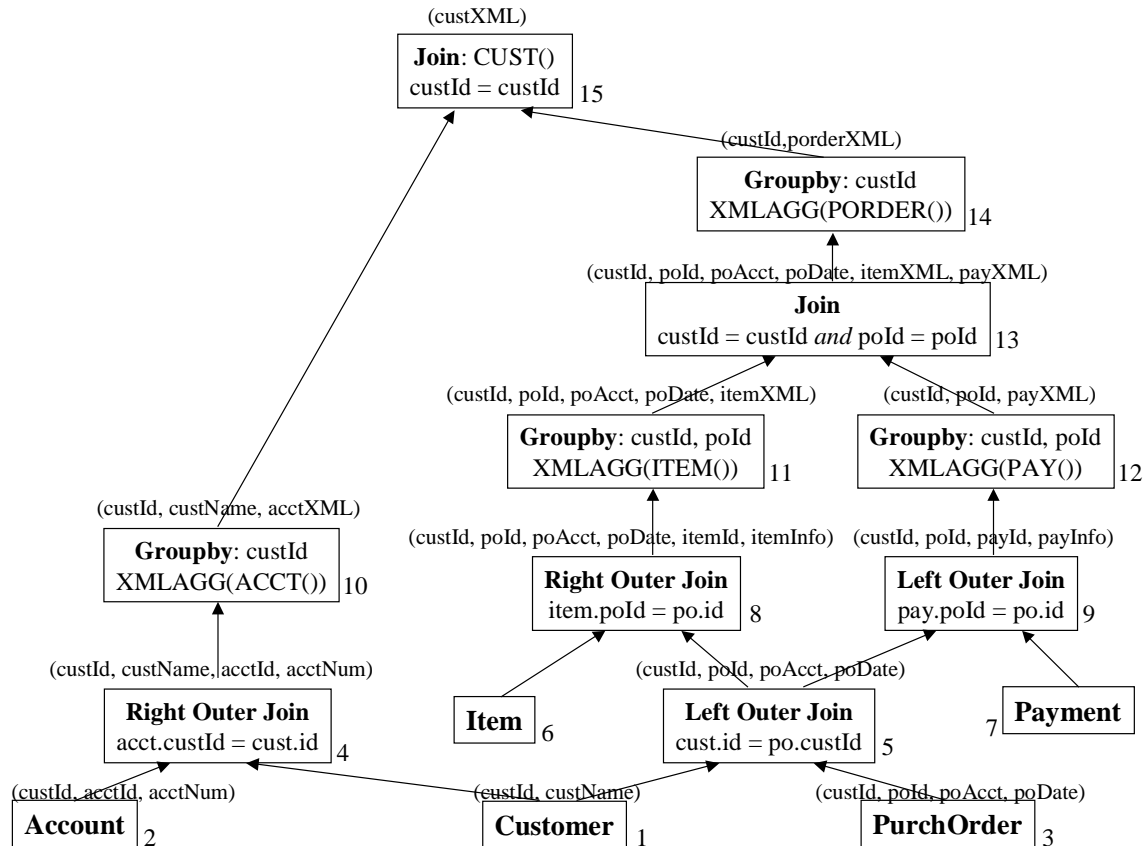 (custXML)
Join: CUST()
custId = custId
15
(custId,porderXML)
Groupby: custId
XMLAGG(PORDER())
14
(custId, poId, poAcct, poDate, itemXML, payXML)
Join
custId = custId and poId = poId
13
(custId, poId, poAcct, poDate, itemXML)
(custId, poId, payXML)
Groupby: custId, poId
XMLAGG(ITEM())
11
Groupby: custId, poId
XMLAGG(PAY())
12
(custId, custName, acctXML)
Groupby: custId
XMLAGG(ACCT())
10
(custId, poId, poAcct, poDate, itemId, itemInfo)
(custId, poId, payId, payInfo)
Right Outer Join
item.poId = po.id
8
Left Outer Join
pay.poId = po.id
9
(custId, custName, acctId, acctNum)
(custId, poId, poAcct, poDate)
Right Outer Join
acct.custId = cust.id
4
Item
6
Left Outer Join
cust.id = po.custId
5
Payment
7
(custId, acctId, acctNum)
(custId, custName)
(custId, poId, poAcct, poDate)
Account
2
Customer
1
PurchOrder
3